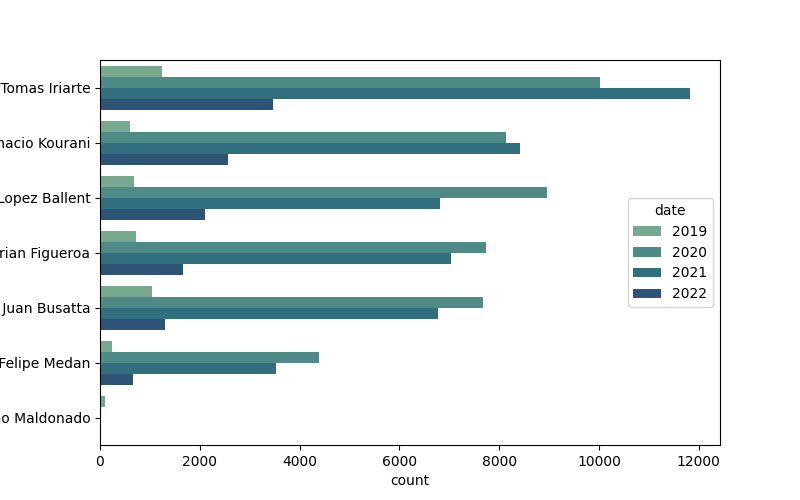 Tomas Iriarte
nacio Kourani
Lopez Ballent
rian Figueroa
Juan Busatta
Felipe Medan
o Maldonado
date
2019
2020
2021
2022
0 2000 4000 6000 8000 10000 12000
count